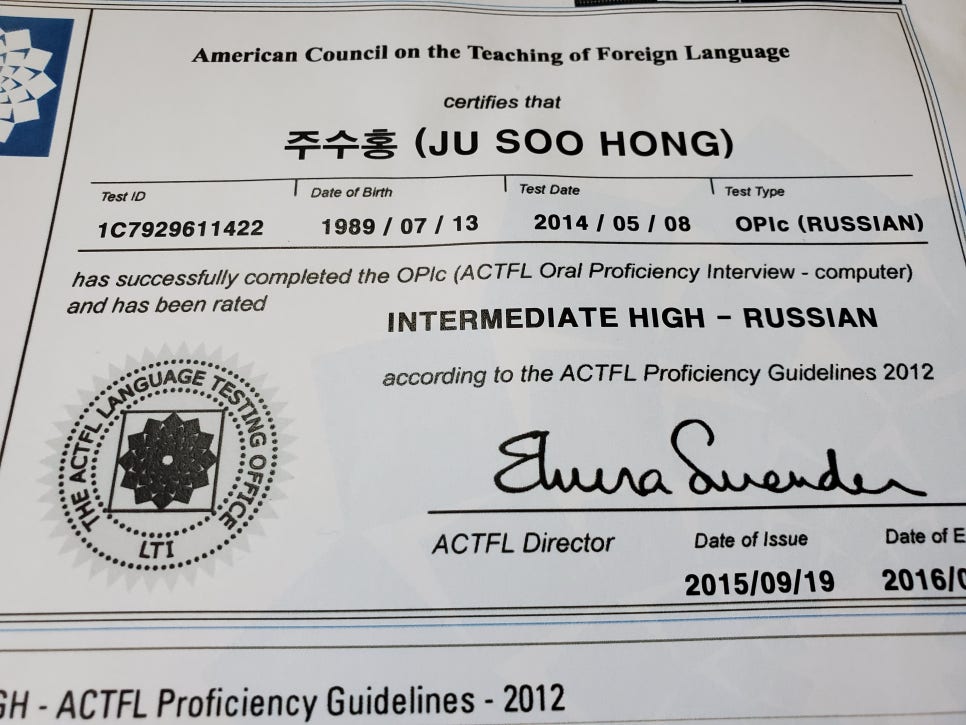 American Council on the Teaching of Foreign Language
certifies that
주수홍 (JU SOO HONG)
Test ID Date of Birth Test Date Test Type
1C7929611422 1989 / 07 / 13 2014 / 05 / 08 OPIc (RUSSIAN)
has successfully completed the OPIc (ACTFL Oral Proficiency Interview - computer)
and has been rated
INTERMEDIATE HIGH - RUSSIAN
according to the ACTFL Proficiency Guidelines 2012
THE ACTFL LANGUAGE TESTING OFFICE
LTI
ACTFL Director
Date of Issue Date of E
2015/09/19 2016/0
GH - ACTFL Proficiency Guidelines - 2012